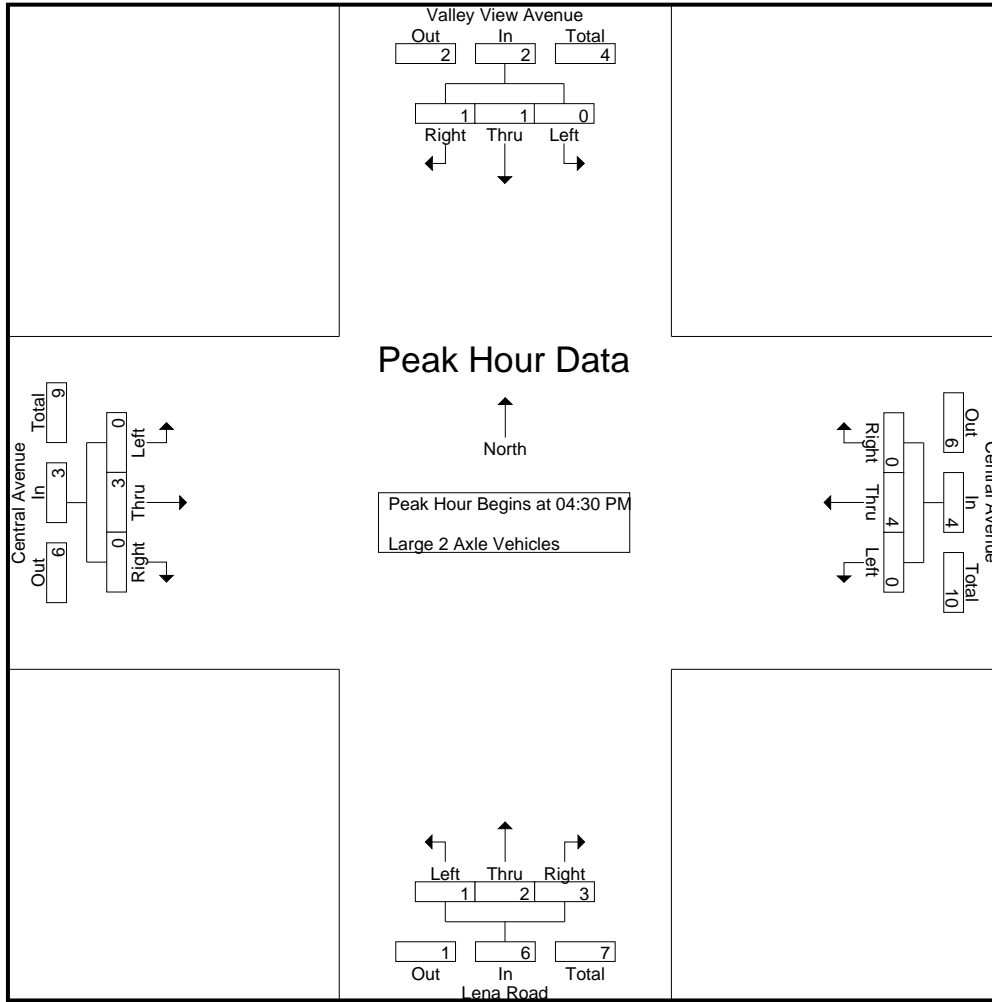 Valley View Avenue
Out In Total
2 2 4
1 1 0
Right Thru Left
Peak Hour Data
North
Peak Hour Begins at 04:30 PM
Large 2 Axle Vehicles
Central Avenue
Total In Out
9 3 6
0 3 0
Left Thru Right
Central Avenue
Out In Total
6 4 10
0 4 0
Right Thru Left
Left Thru Right
1 2 3
1 6 7
Out In Total
Lena Road